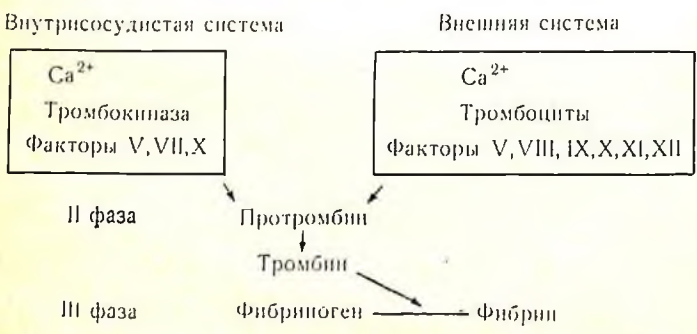 Внутрисосудистая система Внешняя система
Ca²⁺ Ca²⁺
Тромбокиназа Тромбоциты
Факторы V,VII,X Факторы V,VIII, IX,X,XI,XII
II фаза Протромбин
Тромбин
III фаза Фибриноген Фибрин